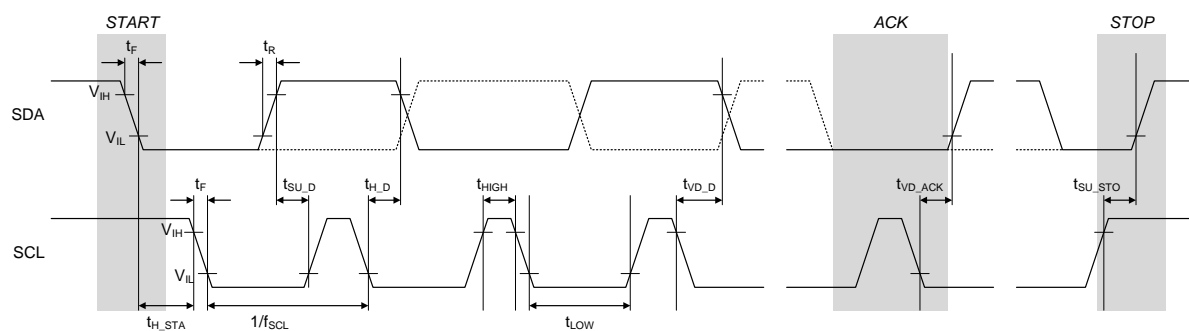 START
ACK
STOP
tF
tR
VIH
SDA
VIL
tF
tSU_D
tH_D
tHIGH
tVD_D
tVD_ACK
tSU_STO
VIH
SCL
VIL
tH_STA
1/fSCL
tLOW